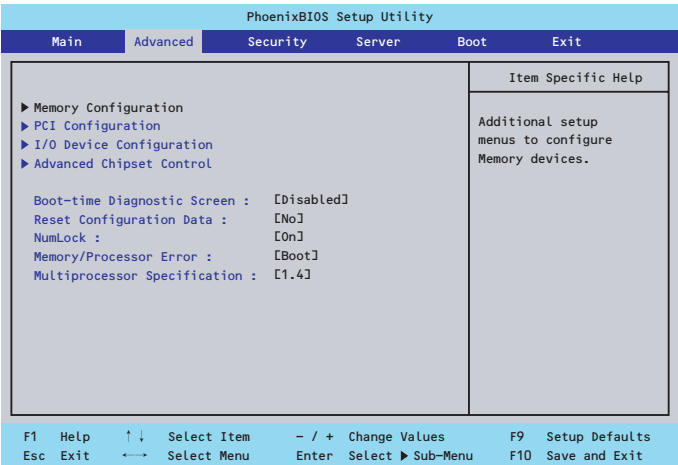 PhoenixBIOS Setup Utility
Main Advanced Security Server Boot Exit
Item Specific Help
▶ Memory Configuration
▶ PCI Configuration
▶ I/O Device Configuration
▶ Advanced Chipset Control
Additional setup
menus to configure
Memory devices.
Boot-time Diagnostic Screen : [Disabled]
Reset Configuration Data : [No]
NumLock : [On]
Memory/Processor Error : [Boot]
Multiprocessor Specification : [1.4]
F1 Help ↑↓ Select Item - / + Change Values F9 Setup Defaults
Esc Exit ←→ Select Menu Enter Select ▶ Sub-Menu F10 Save and Exit